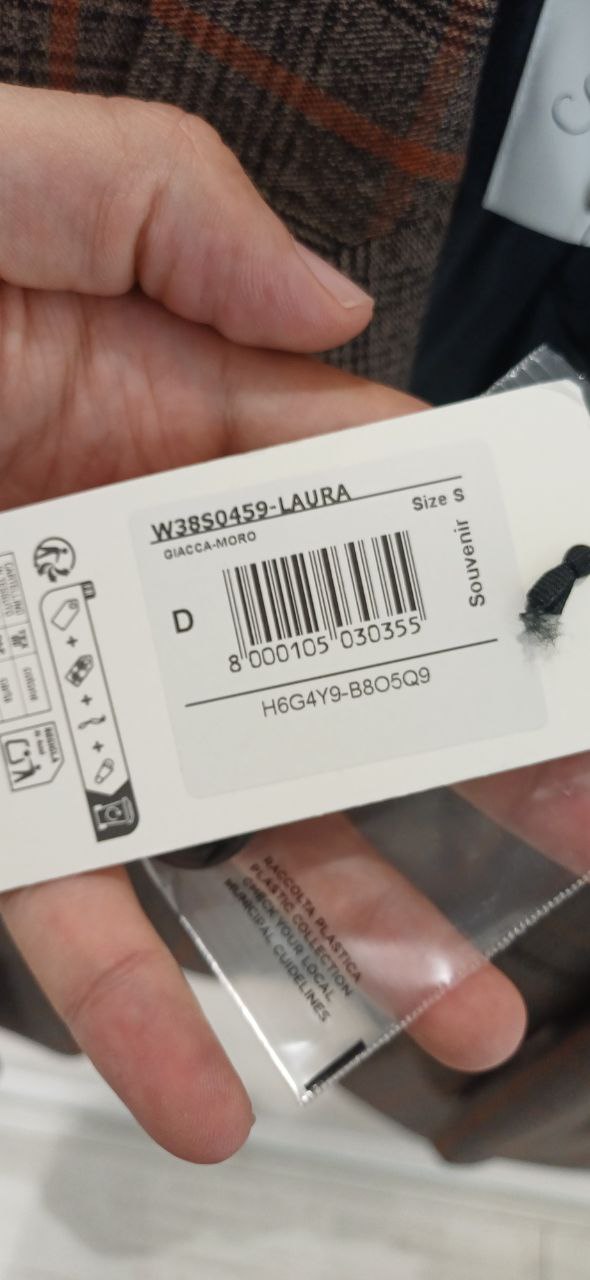 W38S0459-LAURA
Size S
GIACCA-MORO
Souvenir
D
8 000105 030355
H6G4Y9-B8O5Q9
FR
+
+
+
RACCOLTA PLASTICA
PLASTIC COLLECTION
CHECK YOUR LOCAL
MUNICIPAL GUIDELINES.